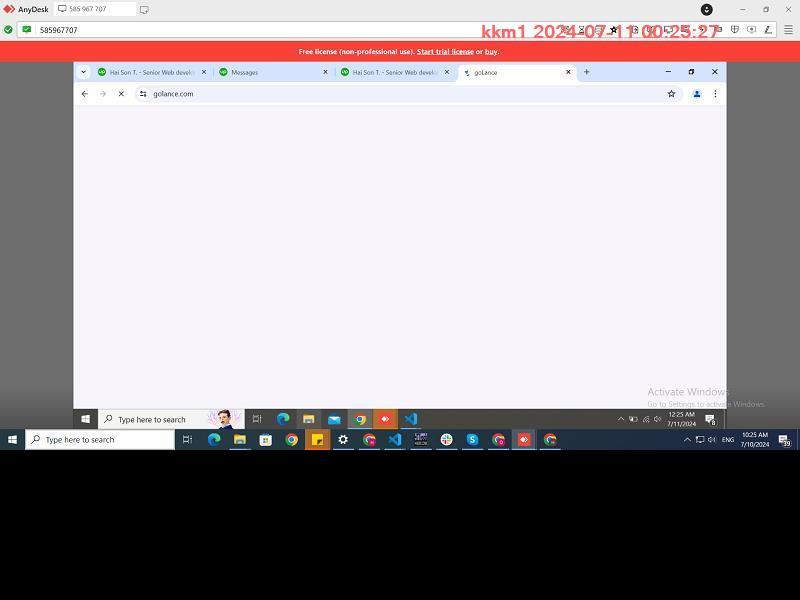 AnyDesk
585 967 707
585967707
kkm1 2024-07-11 00:25:27
Free license (non-professional use). Start trial license or buy.
Hai Son T. - Senior Web develo
Messages
Hai Son T. - Senior Web develo
goLance
golance.com
Activate Windows
Go to Settings to activate Windows.
Type here to search
12:25 AM
7/11/2024
Type here to search
ENG
10:25 AM
7/10/2024
39